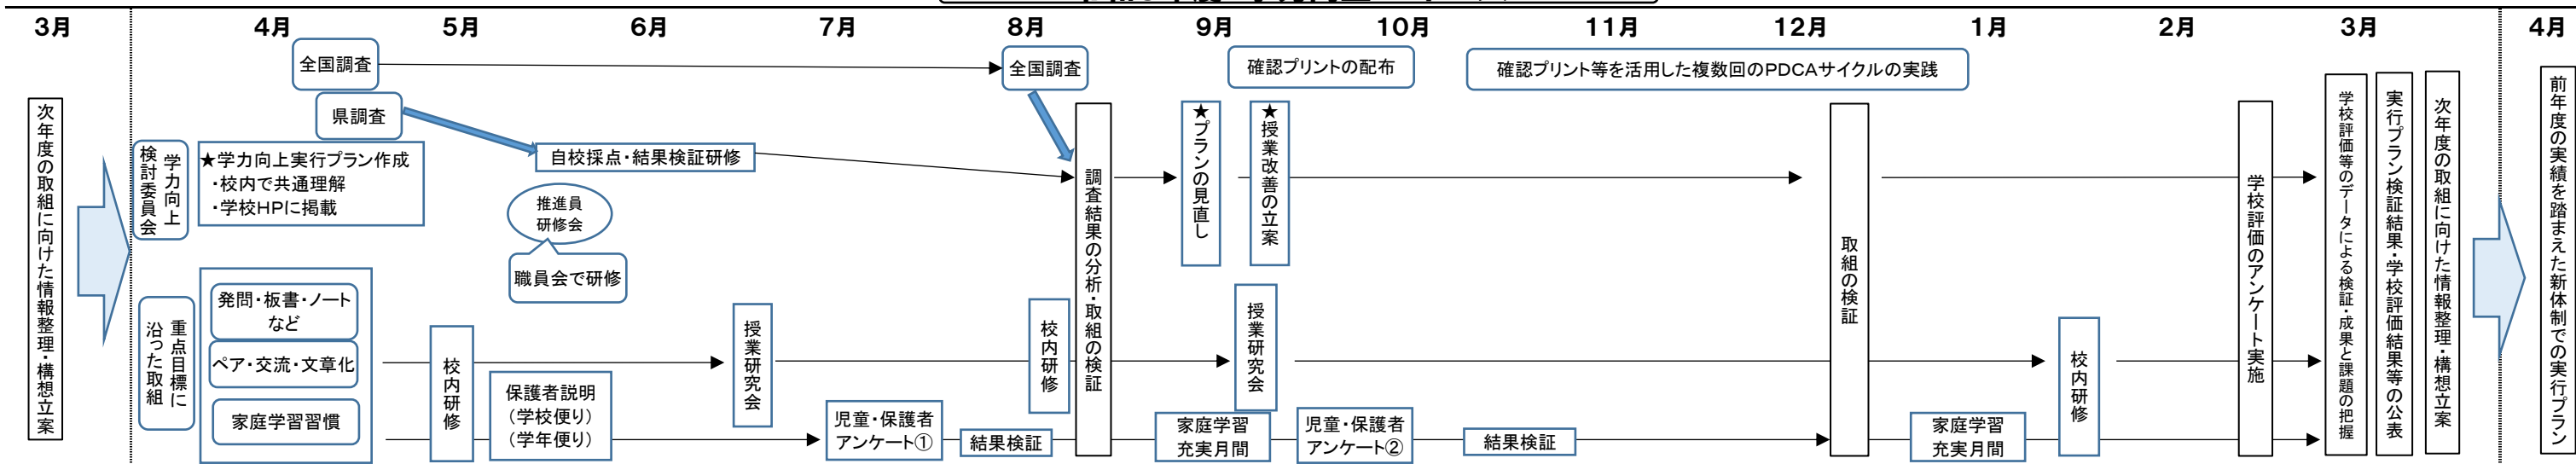 3月
4月
5月
6月
7月
8月
9月
10月
11月
12月
1月
2月
3月
4月
全国調査
全国調査
確認プリントの配布
確認プリント等を活用した複数回のPDCAサイクルの実践
県調査
次年度の取組に向けた情報整理・構想立案
学力向上
検討委員会
★学力向上実行プラン作成
・校内で共通理解
・学校HPに掲載
自校採点・結果検証研修
推進員
研修会
職員会で研修
調査結果の分析・取組の検証
★プランの見直し
★授業改善の立案
取組の検証
学校評価のアンケート実施
学校評価等のデータによる検証・成果と課題の把握
実行プラン検証結果・学校評価結果等の公表
次年度の取組に向けた情報整理・構想立案
前年度の実績を踏まえた新体制での実行プラン
重点目標に
沿った取組
発問・板書・ノート
など
ペア・交流・文章化
家庭学習習慣
校内研修
保護者説明
(学校便り)
(学年便り)
授業研究会
児童・保護者
アンケート①
結果検証
校内研修
授業研究会
家庭学習
充実月間
児童・保護者
アンケート②
結果検証
家庭学習
充実月間
校内研修